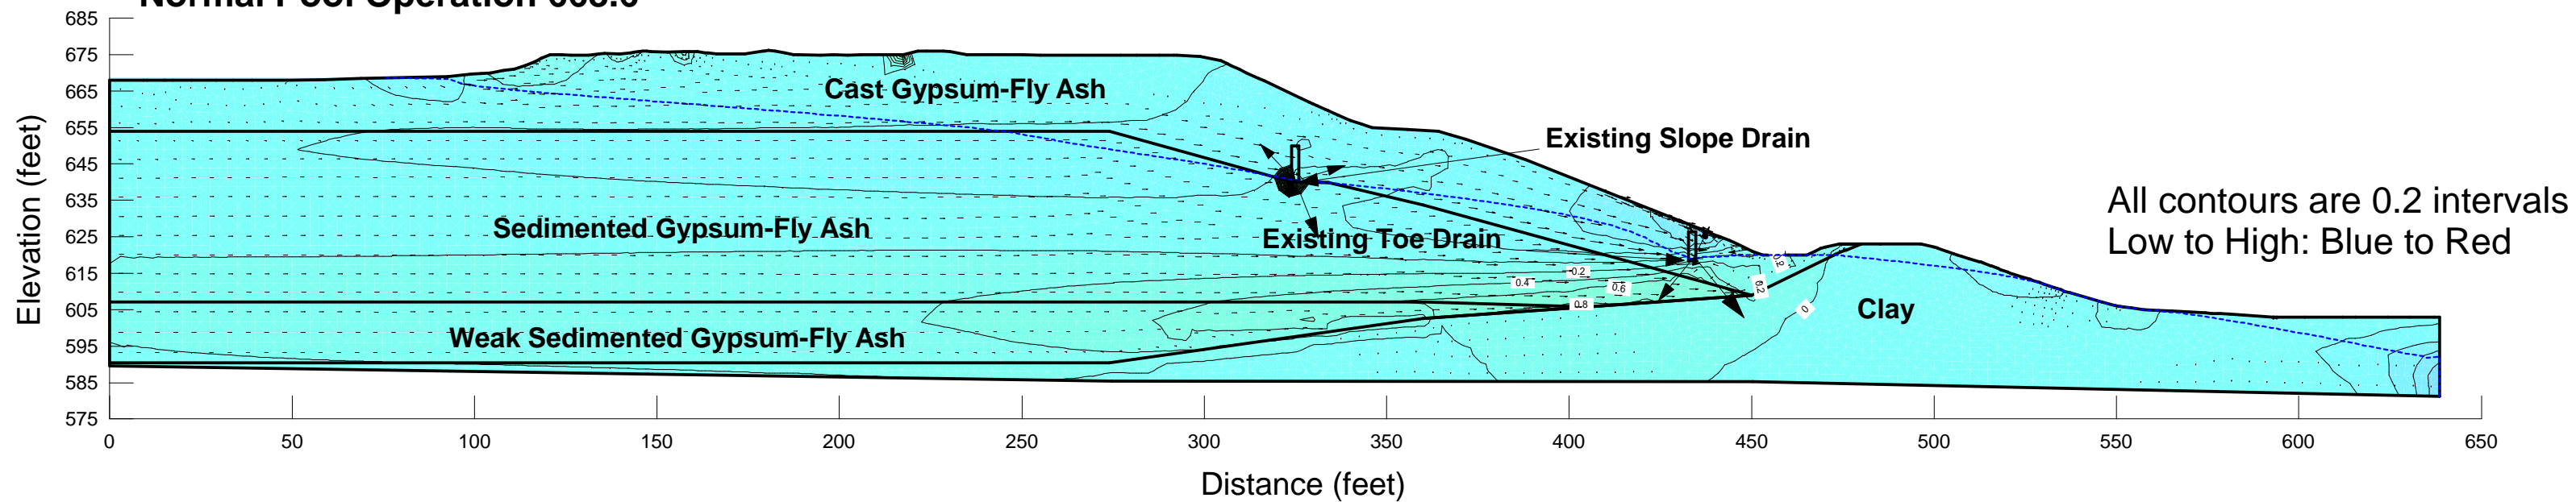 685
675
665
655
645
635
625
615
605
595
585
575
Elevation (feet)
Cast Gypsum-Fly Ash
Existing Slope Drain
All contours are 0.2 intervals
Low to High: Blue to Red
Sedimented Gypsum-Fly Ash
Existing Toe Drain
0.2
0.4
0.6
0.8
0.2
0
Clay
Weak Sedimented Gypsum-Fly Ash
0 50 100 150 200 250 300 350 400 450 500 550 600 650
Distance (feet)